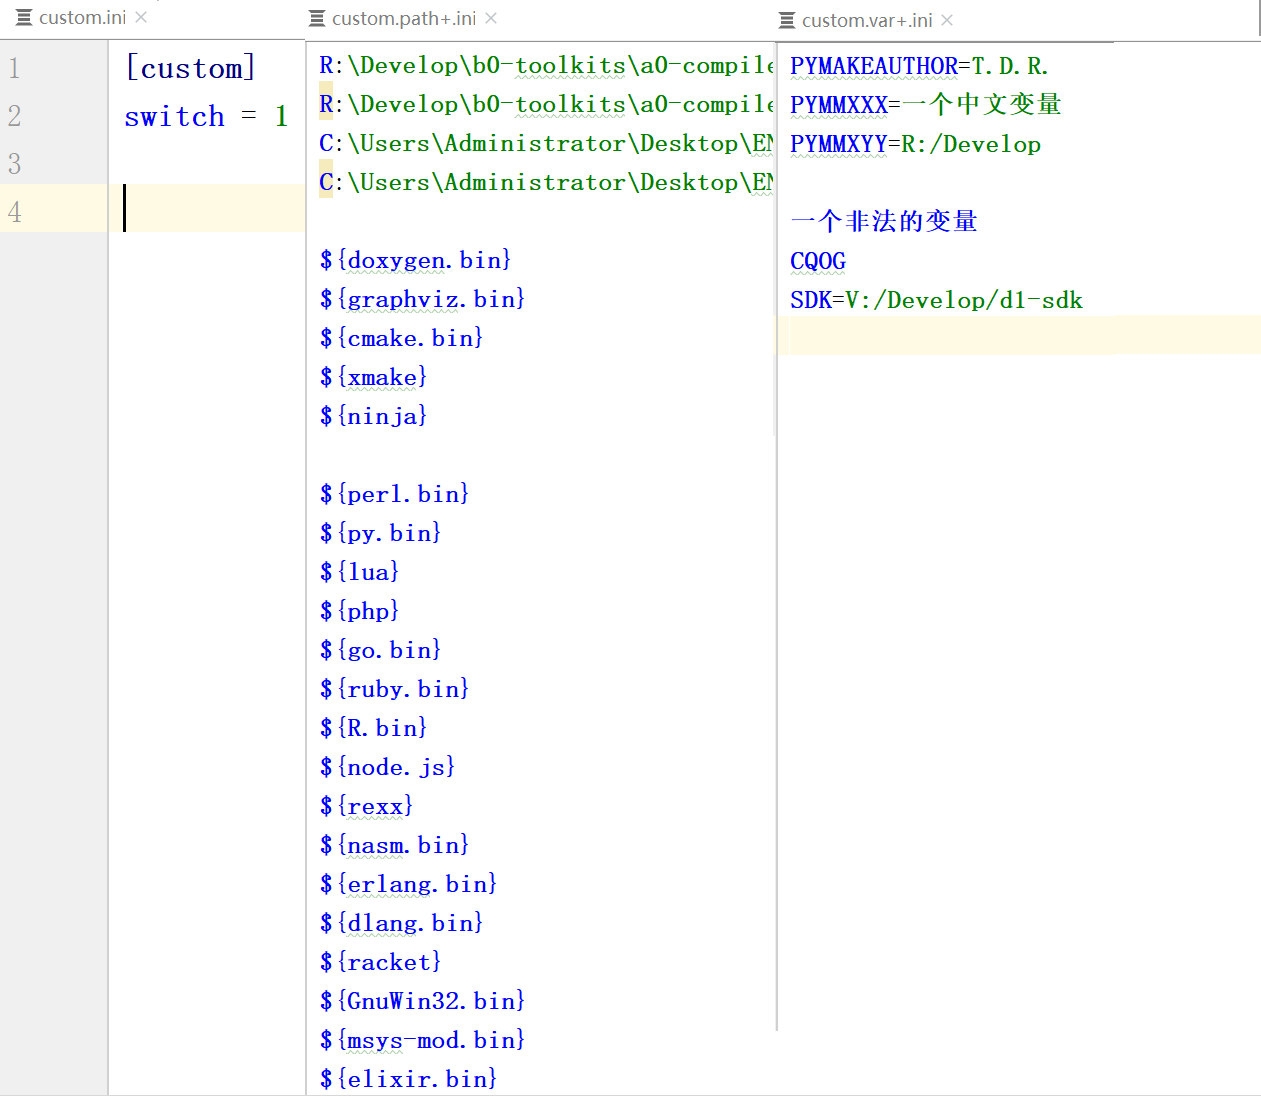 custom.ini
1 [custom]
2 switch = 1
3
4
custom.path+.ini
R:\Develop\b0-toolkits\a0-compile
R:\Develop\b0-toolkits\a0-compile
C:\Users\Administrator\Desktop\EN
C:\Users\Administrator\Desktop\EN
${doxygen.bin}
${graphviz.bin}
${cmake.bin}
${xmake}
${ninja}
${perl.bin}
${py.bin}
${lua}
${php}
${go.bin}
${ruby.bin}
${R.bin}
${node.js}
${rexx}
${nasm.bin}
${erlang.bin}
${dlang.bin}
${racket}
${GnuWin32.bin}
${msys-mod.bin}
${elixir.bin}
custom.var+.ini
PYMAKEAUTHOR=T.D.R.
PYMMXXX=一个中文变量
PYMMXYY=R:/Develop
一个非法的变量
CQOG
SDK=V:/Develop/d1-sdk